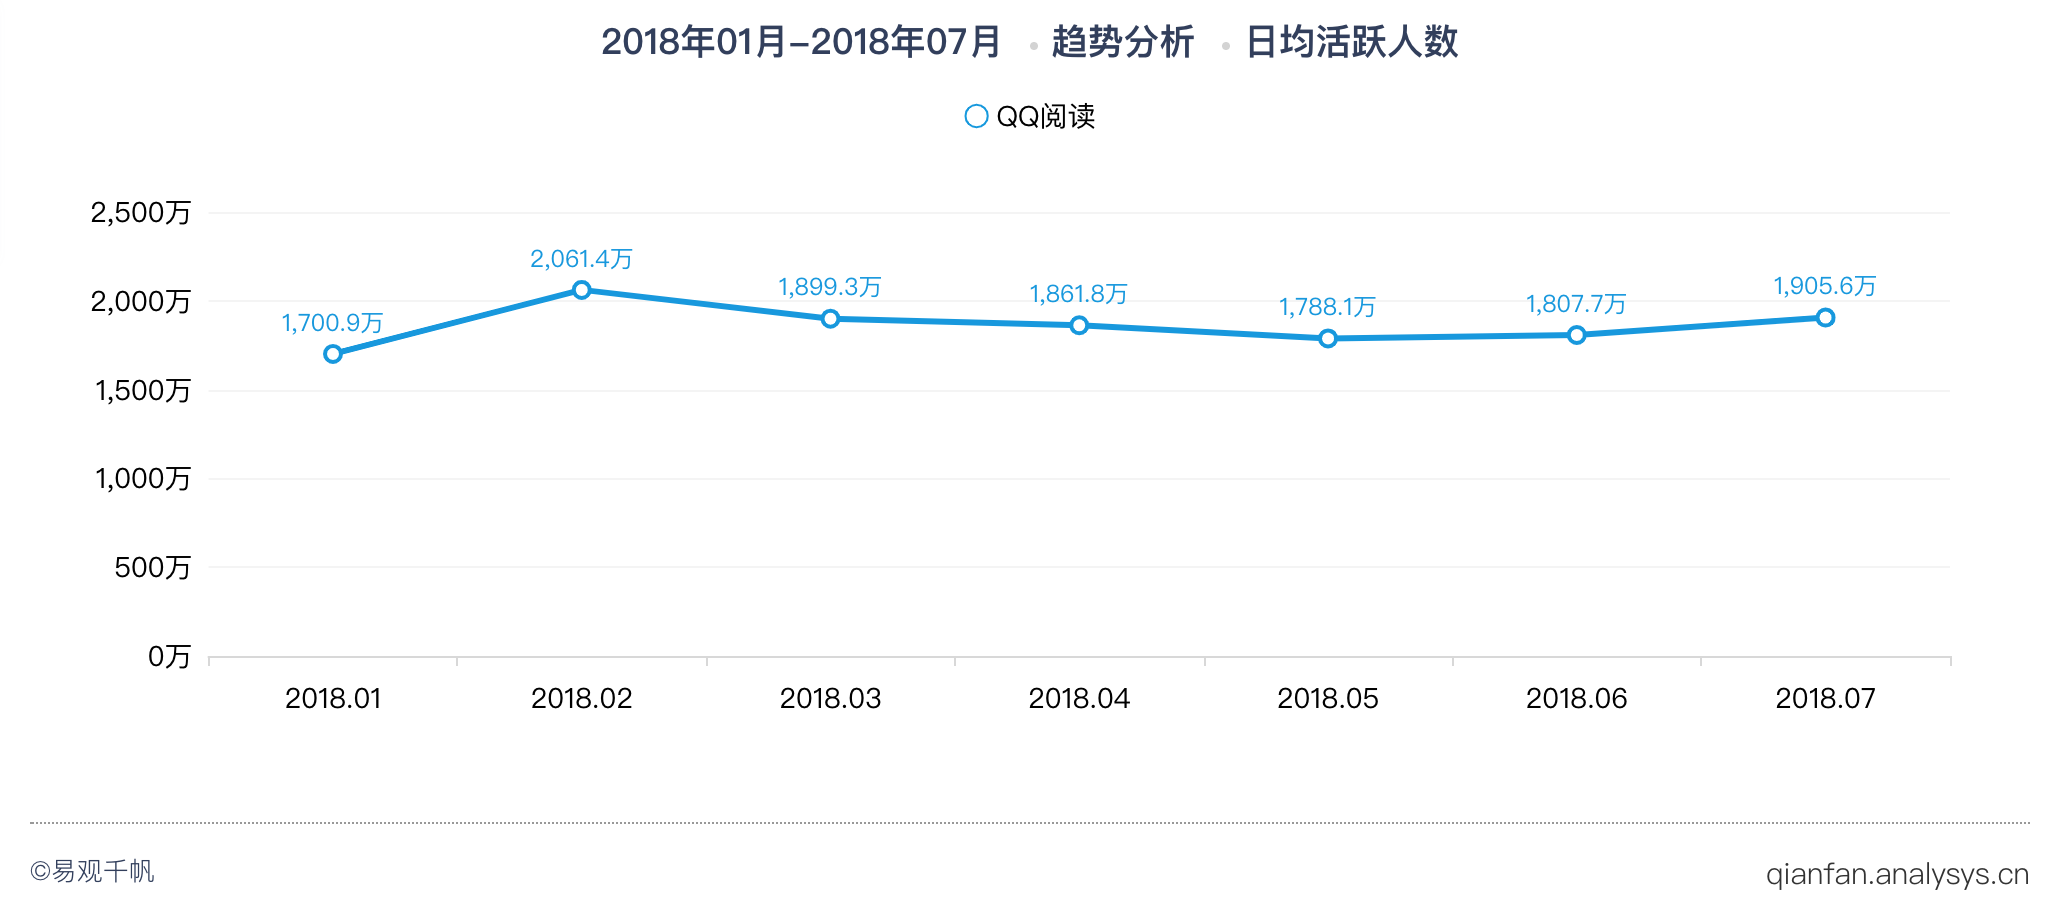 2018年01月-2018年07月 • 趋势分析 • 日均活跃人数
QQ阅读
2,500万
2,000万
1,500万
1,000万
500万
0万
1,700.9万
2,061.4万
1,899.3万
1,861.8万
1,788.1万
1,807.7万
1,905.6万
2018.01
2018.02
2018.03
2018.04
2018.05
2018.06
2018.07
©易观千帆
qianfan.analysys.cn